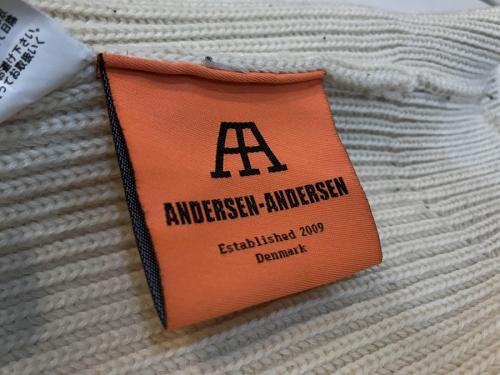 ANDERSEN-ANDERSEN
Established 2009
Denmark